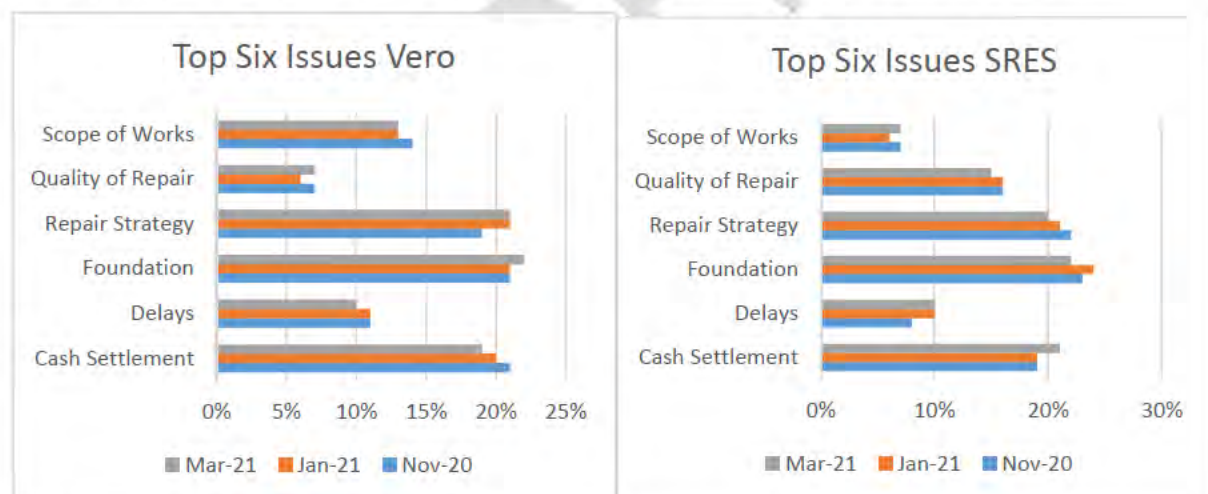 Top Six Issues Vero
Scope of Works
Quality of Repair
Repair Strategy
Foundation
Delays
Cash Settlement
0% 5% 10% 15% 20% 25%
Mar-21 Jan-21 Nov-20
Top Six Issues SRES
Scope of Works
Quality of Repair
Repair Strategy
Foundation
Delays
Cash Settlement
0% 10% 20% 30%
Mar-21 Jan-21 Nov-20